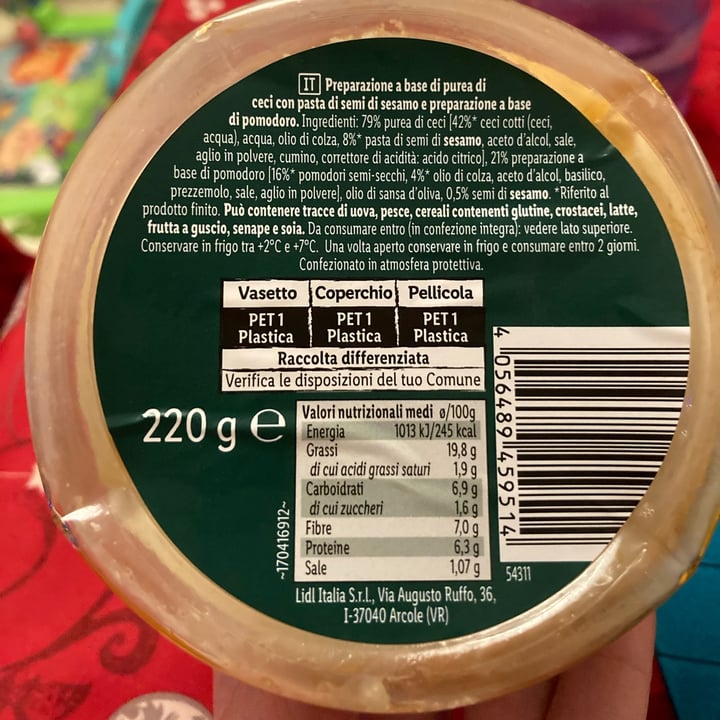 IT Preparazione a base di purea di
ceci con pasta di semi di sesamo e preparazione a base
di pomodoro. Ingredienti: 79% purea di ceci [42%* ceci cotti (ceci,
acqua), acqua, olio di colza, 8%* pasta di semi di sesamo, aceto d'alcol, sale,
aglio in polvere, cumino, correttore di acidità: acido citrico], 21% preparazione a
base di pomodoro [16%* pomodori semi-secchi, 4%* olio di colza, aceto d'alcol, basilico,
prezzemolo, sale, aglio in polvere], olio di sansa d'oliva, 0,5% semi di sesamo. *Riferito al
prodotto finito. Può contenere tracce di uova, pesce, cereali contenenti glutine, crostacei, latte,
frutta a guscio, senape e soia. Da consumare entro (in confezione integra): vedere lato superiore.
Conservare in frigo tra +2°C e +7°C. Una volta aperto conservare in frigo e consumare entro 2 giorni.
Confezionato in atmosfera protettiva.
Vasetto Coperchio Pellicola
PET 1 PET 1 PET 1
Plastica Plastica Plastica
Raccolta differenziata
Verifica le disposizioni del tuo Comune
220 g e
Valori nutrizionali medi ø/100g
Energia 1013 kJ/245 kcal
Grassi 19,8 g
di cui acidi grassi saturi 1,9 g
Carboidrati 6,9 g
di cui zuccheri 1,6 g
Fibre 7,0 g
Proteine 6,3 g
Sale 1,07 g
~170416912~
4 056489 459514
54311
Lidl Italia S.r.l., Via Augusto Ruffo, 36,
I-37040 Arcole (VR)